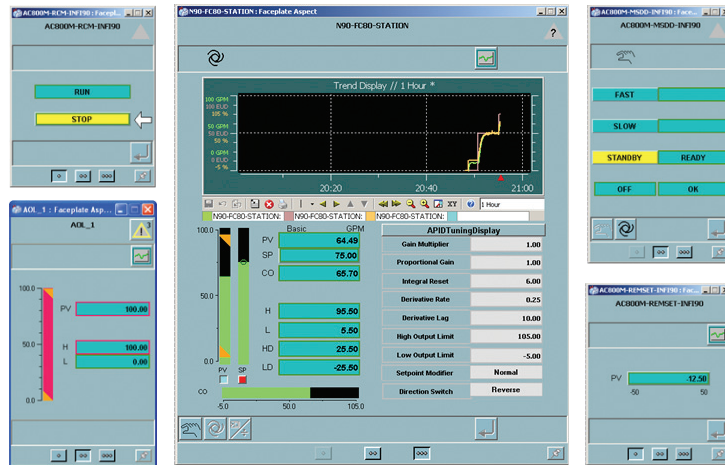 AC800M-RCM-INFI90 : Facepl...
AC800M-RCM-INFI90
RUN
STOP
AOL_1 : Faceplate Asp...
AOL_1
100.0
PV 100.00
50.0
H 100.00
L 0.00
0.0
N90-FC80-STATION : Faceplate Aspect
N90-FC80-STATION
?
Trend Display // 1 Hour *
100 GPM
100 EUD
105 %
50 GPM
50 EUD
50 %
0 GPM
0 EUD
-5 %
20:20 20:40 21:00
XY 1 Hour
N90-FC80-STATION: N90-FC80-STATION: N90-FC80-STATION:
Basic GPM
100.0
PV 64.49
SP 75.00
CO 65.70
50.0
H 95.50
L 5.50
HD 25.50
LD -25.50
0.0
PV SP
CO
-5.0 50.0 105.0
APIDTuningDisplay
Gain Multiplier 1.00
Proportional Gain 1.00
Integral Reset 6.00
Derivative Rate 0.25
Derivative Lag 10.00
High Output Limit 105.00
Low Output Limit -5.00
Setpoint Modifier Normal
Direction Switch Reverse
AC800M-MSDD-INFI90 : Face...
AC800M-MSDD-INFI90
FAST
SLOW
STANDBY READY
OFF OK
AC800M-REMSET-INFI90 : Fac...
AC800M-REMSET-INFI90
PV -12.50
-50 50